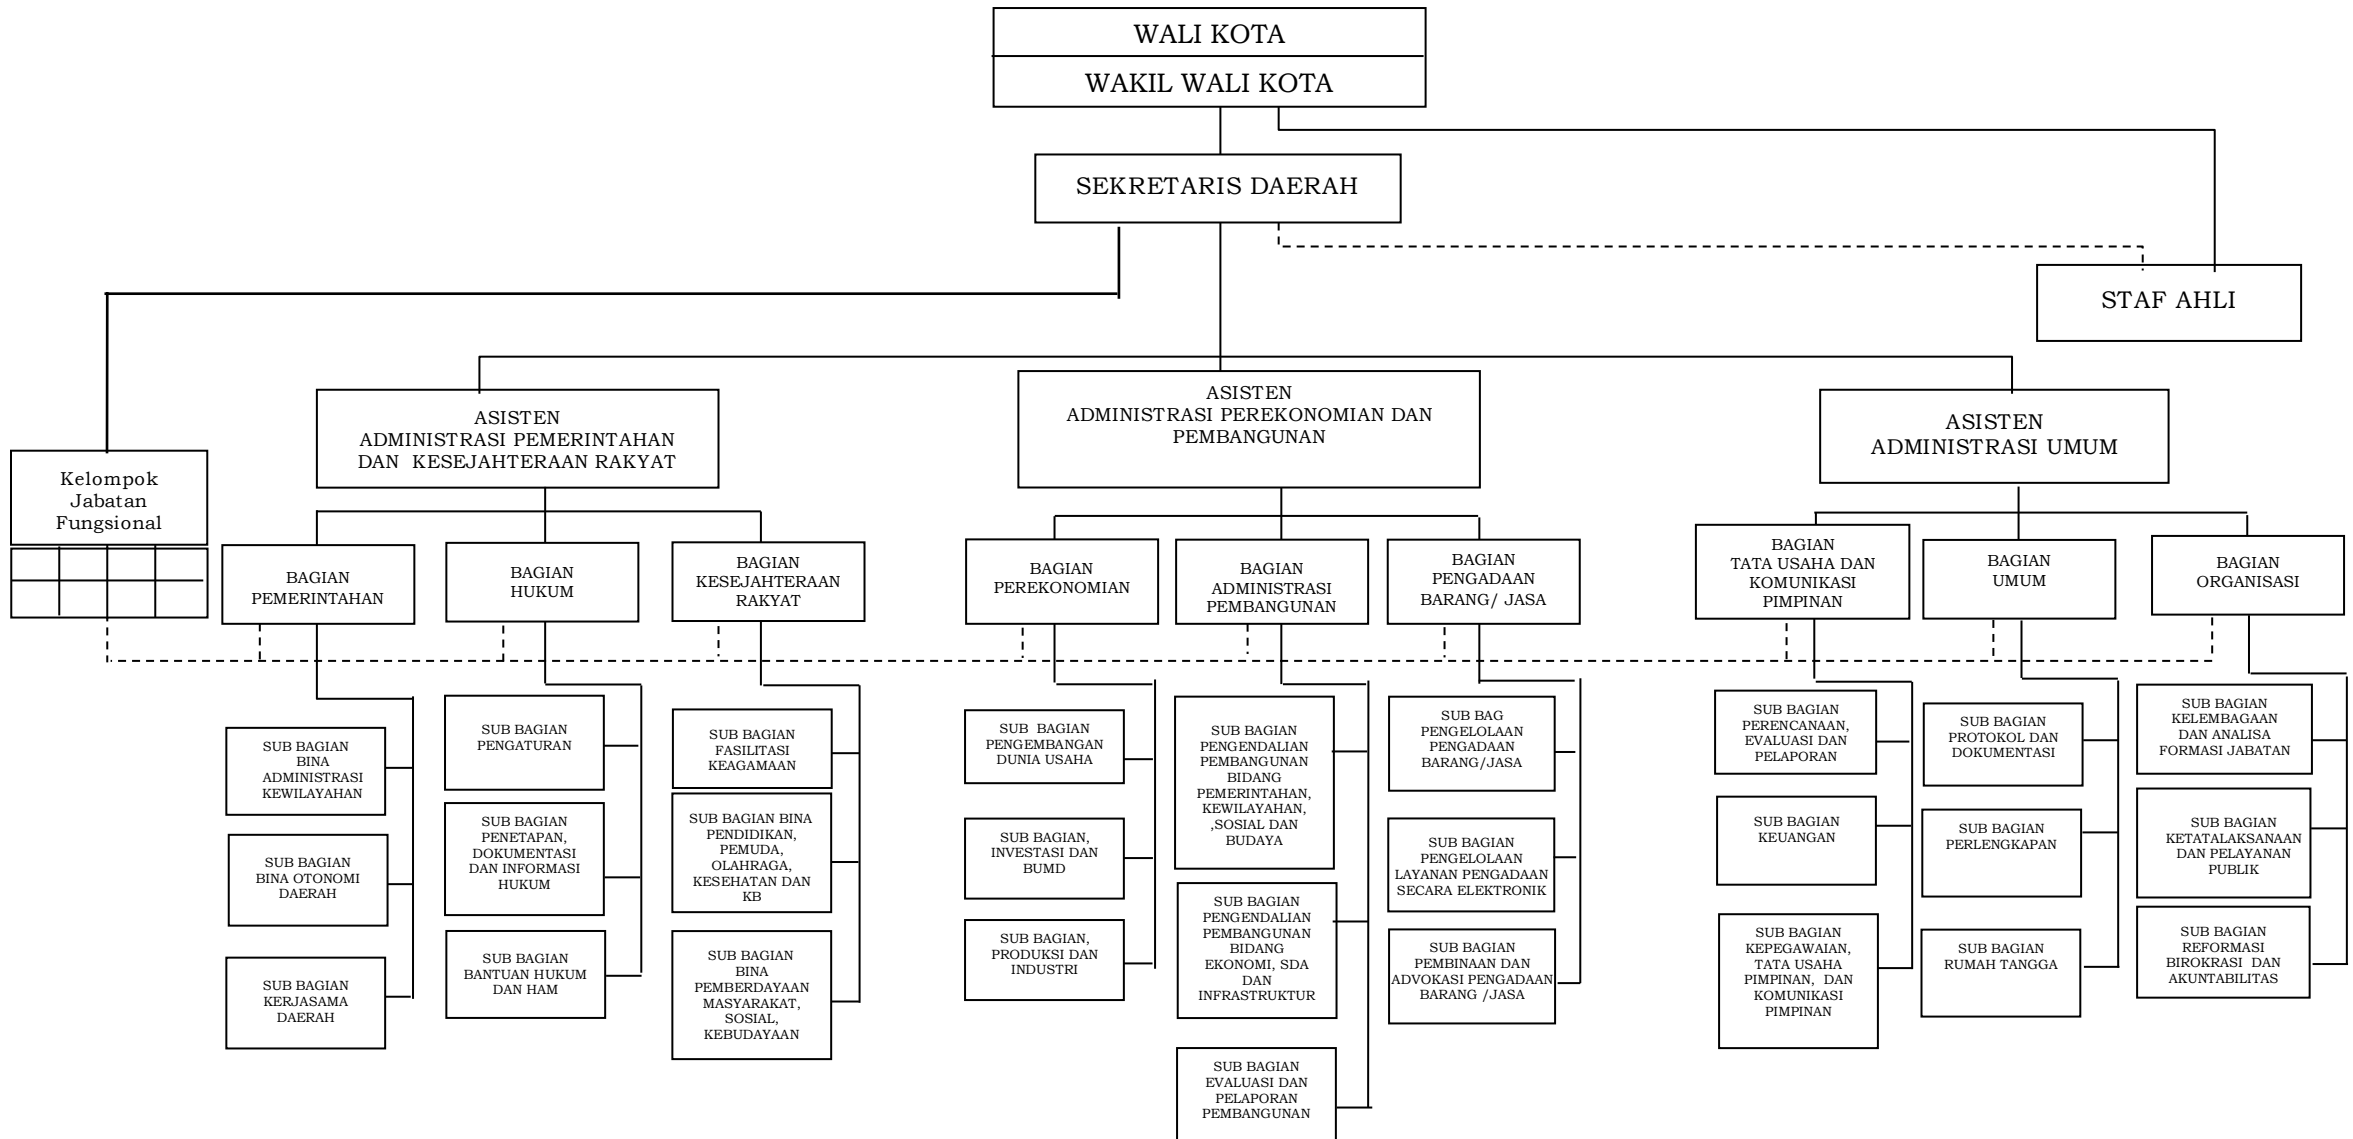 WALI KOTA
WAKIL WALI KOTA
SEKRETARIS DAERAH
STAF AHLI
ASISTEN
ADMINISTRASI PEMERINTAHAN
DAN KESEJAHTERAAN RAKYAT
ASISTEN
ADMINISTRASI PEREKONOMIAN DAN
PEMBANGUNAN
ASISTEN
ADMINISTRASI UMUM
Kelompok
Jabatan
Fungsional
BAGIAN
PEMERINTAHAN
BAGIAN
HUKUM
BAGIAN
KESEJAHTERAAN
RAKYAT
BAGIAN
PEREKONOMIAN
BAGIAN
ADMINISTRASI
PEMBANGUNAN
BAGIAN
PENGADAAN
BARANG/ JASA
BAGIAN
TATA USAHA DAN
KOMUNIKASI
PIMPINAN
BAGIAN
UMUM
BAGIAN
ORGANISASI
SUB BAGIAN
BINA
ADMINISTRASI
KEWILAYAHAN
SUB BAGIAN
BINA OTONOMI
DAERAH
SUB BAGIAN
KERJASAMA
DAERAH
SUB BAGIAN
PENGATURAN
SUB BAGIAN
PENETAPAN,
DOKUMENTASI
DAN INFORMASI
HUKUM
SUB BAGIAN
BANTUAN HUKUM
DAN HAM
SUB BAGIAN
FASILITASI
KEAGAMAAN
SUB BAGIAN BINA
PENDIDIKAN,
PEMUDA,
OLAHRAGA,
KESEHATAN DAN
KB
SUB BAGIAN
BINA
PEMBERDAYAAN
MASYARAKAT,
SOSIAL,
KEBUDAYAAN
SUB BAGIAN
PENGEMBANGAN
DUNIA USAHA
SUB BAGIAN,
INVESTASI DAN
BUMD
SUB BAGIAN,
PRODUKSI DAN
INDUSTRI
SUB BAGIAN
PENGENDALIAN
PEMBANGUNAN
BIDANG
PEMERINTAHAN,
KEWILAYAHAN,
,SOSIAL DAN
BUDAYA
SUB BAGIAN
PENGENDALIAN
PEMBANGUNAN
BIDANG
EKONOMI, SDA
DAN
INFRASTRUKTUR
SUB BAGIAN
EVALUASI DAN
PELAPORAN
PEMBANGUNAN
SUB BAG
PENGELOLAAN
PENGADAAN
BARANG/JASA
SUB BAGIAN
PENGELOLAAN
LAYANAN PENGADAAN
SECARA ELEKTRONIK
SUB BAGIAN
PEMBINAAN DAN
ADVOKASI PENGADAAN
BARANG /JASA
SUB BAGIAN
PERENCANAAN,
EVALUASI DAN
PELAPORAN
SUB BAGIAN
KEUANGAN
SUB BAGIAN
KEPEGAWAIAN,
TATA USAHA
PIMPINAN, DAN
KOMUNIKASI
PIMPINAN
SUB BAGIAN
PROTOKOL DAN
DOKUMENTASI
SUB BAGIAN
PERLENGKAPAN
SUB BAGIAN
RUMAH TANGGA
SUB BAGIAN
KELEMBAGAAN
DAN ANALISA
FORMASI JABATAN
SUB BAGIAN
KETATALAKSANAAN
DAN PELAYANAN
PUBLIK
SUB BAGIAN
REFORMASI
BIROKRASI DAN
AKUNTABILITAS